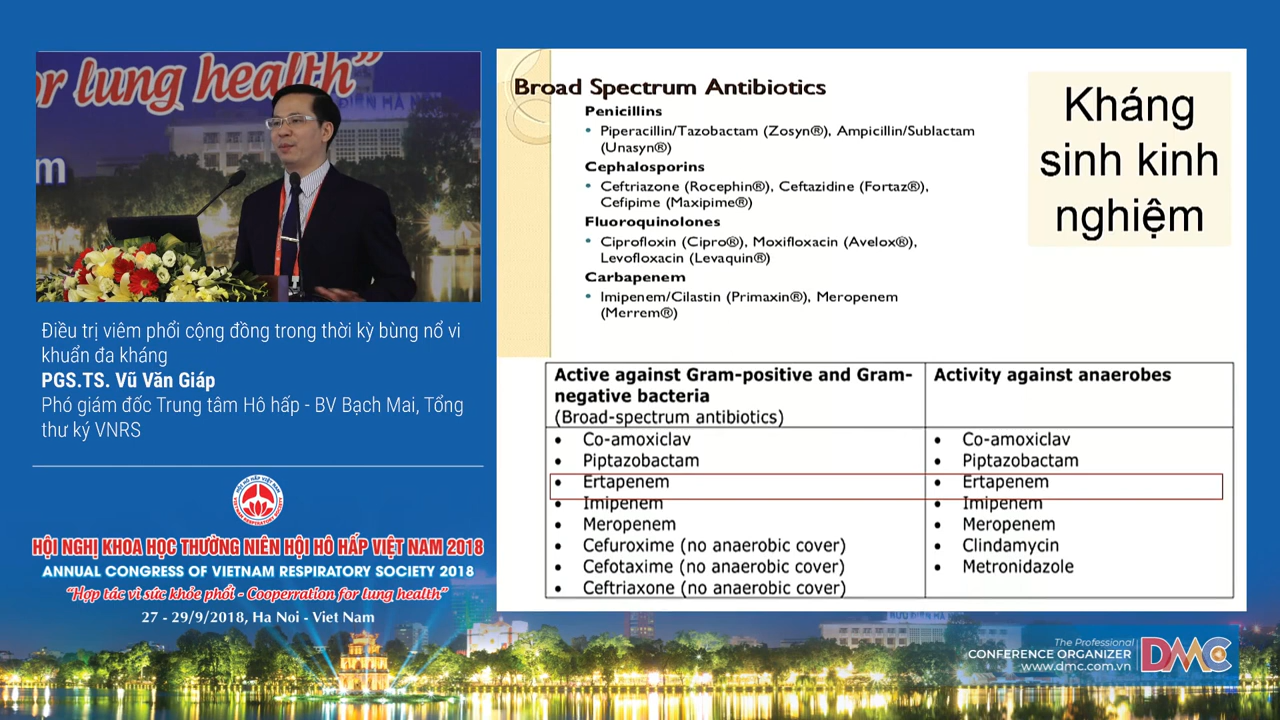 or lung health”
Broad Spectrum Antibiotics
Penicillins
• Piperacillin/Tazobactam (Zosyn®), Ampicillin/Sublactam
(Unasyn®)
Cephalosporins
• Ceftriazone (Rocephin®), Ceftazidine (Fortaz®),
Cefipime (Maxipime®)
Fluoroquinolones
• Ciprofloxin (Cipro®), Moxifloxacin (Avelox®),
Levofloxacin (Levaquin®)
Carbapenem
• Imipenem/Cilastin (Primaxin®), Meropenem
(Merrem®)
Kháng
sinh kinh
nghiệm
Active against Gram-positive and Gram-
negative bacteria
(Broad-spectrum antibiotics)
• Co-amoxiclav
• Piptazobactam
• Ertapenem
• Imipenem
• Meropenem
• Cefuroxime (no anaerobic cover)
• Cefotaxime (no anaerobic cover)
• Ceftriaxone (no anaerobic cover)
Activity against anaerobes
• Co-amoxiclav
• Piptazobactam
• Ertapenem
• Imipenem
• Meropenem
• Clindamycin
• Metronidazole
Điều trị viêm phổi cộng đồng trong thời kỳ bùng nổ vi
khuẩn đa kháng
PGS.TS. Vũ Văn Giáp
Phó giám đốc Trung tâm Hô hấp - BV Bạch Mai, Tổng
thư ký VNRS
HỘI HÔ HẤP VIỆT NAM
VIETNAM RESPIRATORY SOCIETY
HỘI NGHỊ KHOA HỌC THƯỜNG NIÊN HỘI HÔ HẤP VIỆT NAM 2018
ANNUAL CONGRESS OF VIETNAM RESPIRATORY SOCIETY 2018
“Hợp tác vì sức khỏe phổi - Cooperration for lung health”
27 - 29/9/2018, Ha Noi - Viet Nam
The Professional
CONFERENCE ORGANIZER
www.dmc.com.vn
DMC